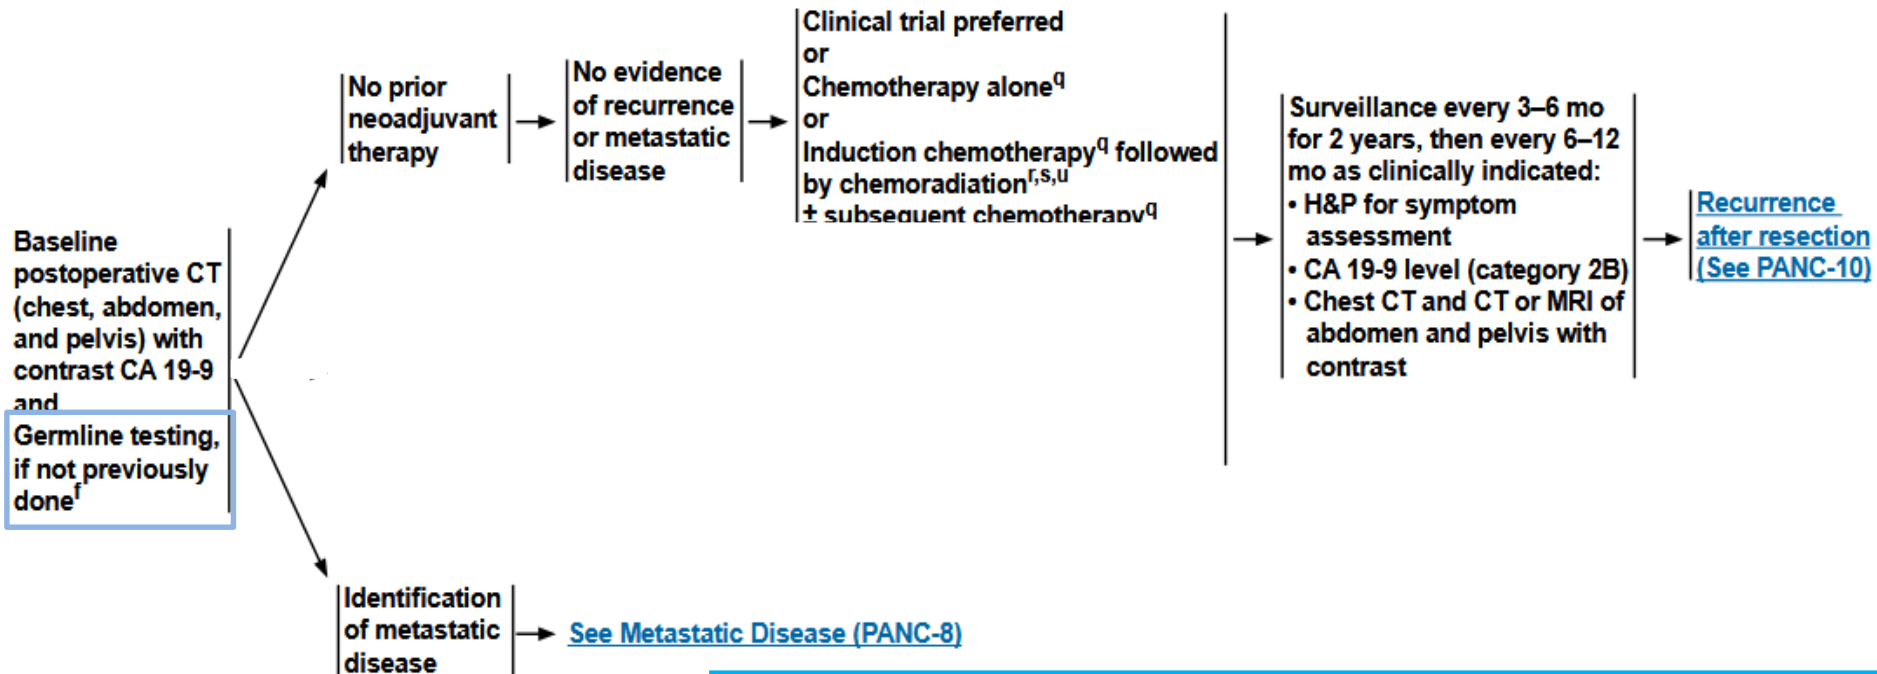 Baseline
postoperative CT
(chest, abdomen,
and pelvis) with
contrast CA 19-9
and
Germline testing,
if not previously
doneᶠ
No prior
neoadjuvant
therapy
No evidence
of recurrence
or metastatic
disease
Clinical trial preferred
or
Chemotherapy alone^q
or
Induction chemotherapy^q followed
by chemoradiation^r,s,u
± subsequent chemotherapy^q
Surveillance every 3–6 mo
for 2 years, then every 6–12
mo as clinically indicated:
• H&P for symptom
assessment
• CA 19-9 level (category 2B)
• Chest CT and CT or MRI of
abdomen and pelvis with
contrast
Recurrence
after resection
(See PANC-10)
Identification
of metastatic
disease
See Metastatic Disease (PANC-8)